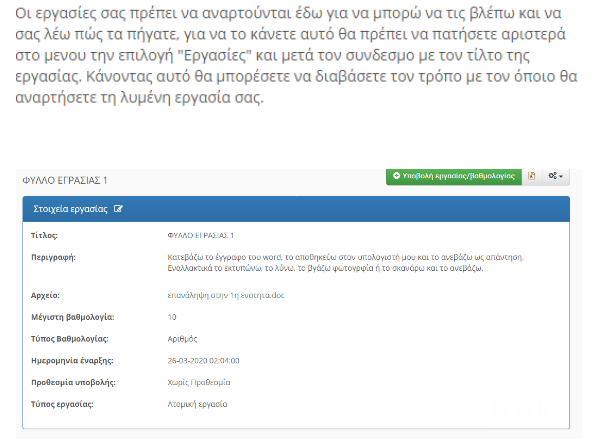 Οι εργασίες σας πρέπει να αναρτούνται έδω για να μπορώ να τις βλέπω και να
σας λέω πώς τα πήγατε, για να το κάνετε αυτό θα πρέπει να πατήσετε αριστερά
στο μενου την επιλογή "Εργασίες" και μετά τον συνδεσμο με τον τίλτο της
εργασίας. Κάνοντας αυτό θα μπορέσετε να διαβάσετε τον τρόπο με τον όποιο θα
αναρτήσετε τη λυμένη εργασία σας.
ΦΥΛΛΟ ΕΓΡΑΣΙΑΣ 1
Υποβολή εργασίας/βαθμολογίας
Στοιχεία εργασίας
Τίτλος: ΦΥΛΛΟ ΕΓΡΑΣΙΑΣ 1
Περιγραφή: Κατεβάζω το έγγραφο του word, το αποθηκεύω στον υπολογιστή μου και το ανεβάζω ως απάντηση.
Εναλλακτικά το εκτυπώνω, το λύνω, το βγάζω φωτογρφία ή το σκανάρω και το ανεβάζω.
Αρχείο: επανάληψη στην 1η ενοτητα.doc
Μέγιστη βαθμολογία: 10
Τύπος Βαθμολογίας: Αριθμός
Ημερομηνία έναρξης: 26-03-2020 02:04:00
Προθεσμία υποβολής: Χωρίς Προθεσμία
Τύπος εργασίας: Ατομική εργασία